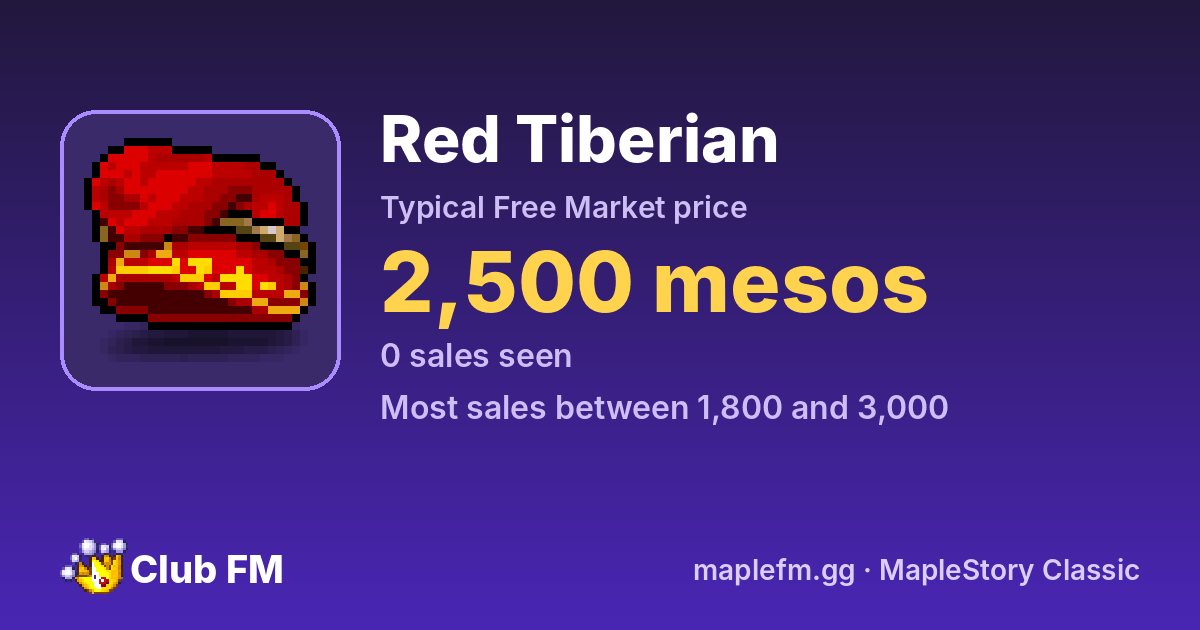 Red Tiberian
Typical Free Market price
2,500 mesos
0 sales seen
Most sales between 1,800 and 3,000
Club FM
maplefm.gg · MapleStory Classic